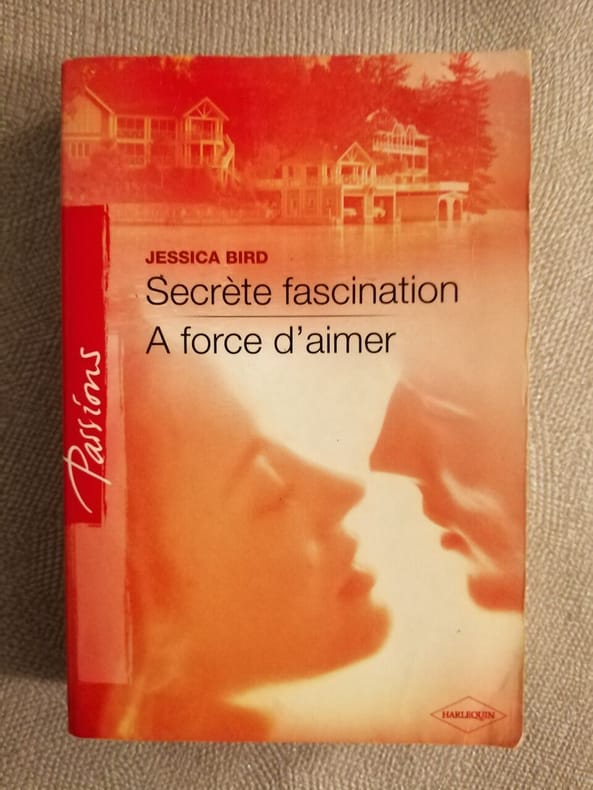 JESSICA BIRD
Secrète fascination
A force d'aimer
Passions
HARLEQUIN